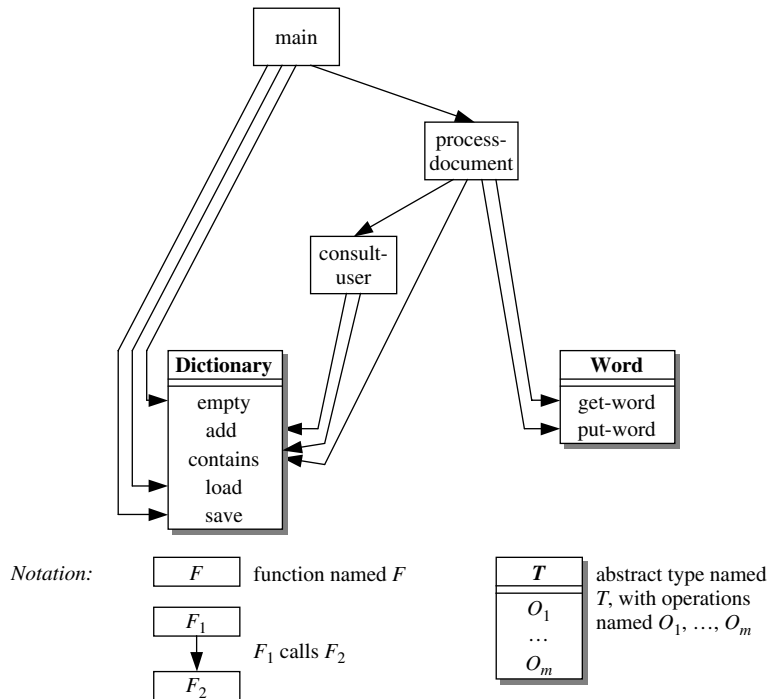 main
process-
document
consult-
user
Dictionary
empty
add
contains
load
save
Word
get-word
put-word
Notation:
F
function named F
F1
F1 calls F2
F2
T
O1
...
Om
abstract type named
T, with operations
named O1, ..., Om